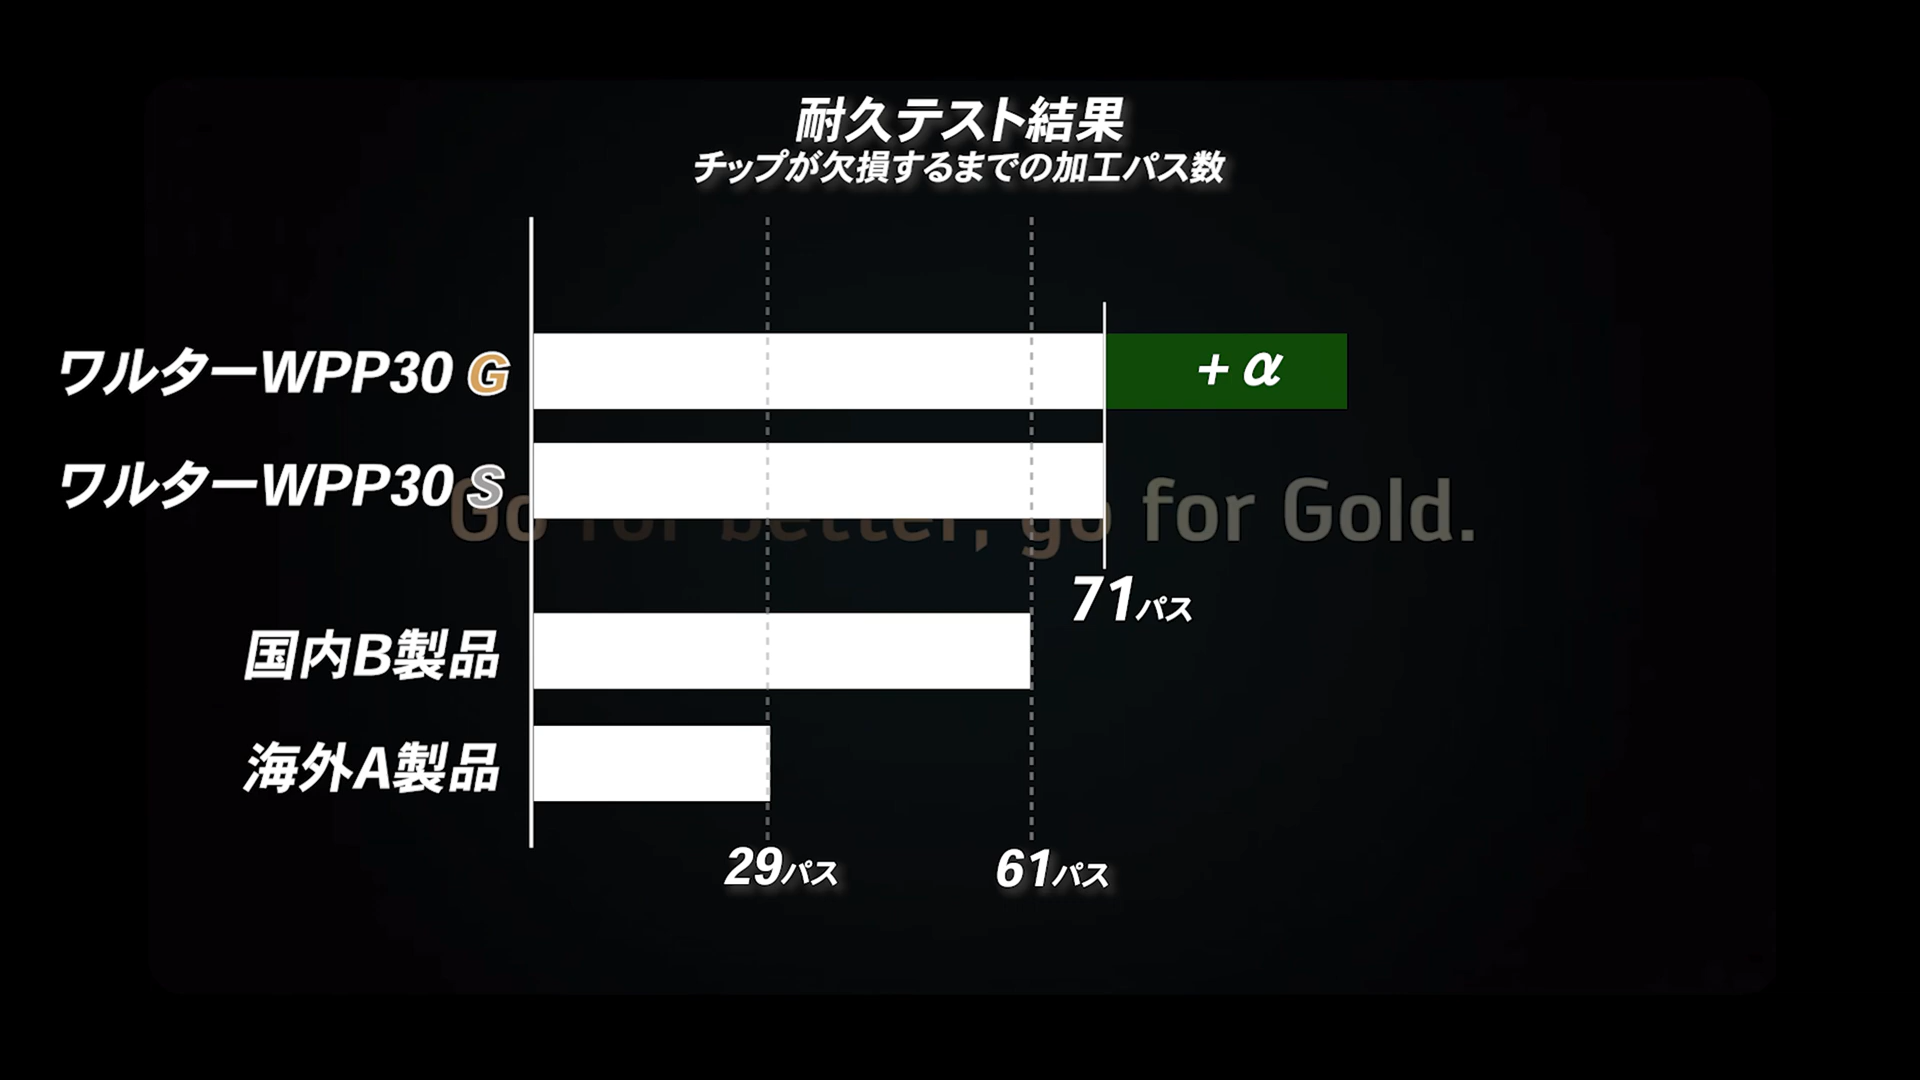 耐久テスト結果
チップが欠損するまでの加工パス数
ワルターWPP30 G
+ α
ワルターWPP30 S
Go for better, go for Gold.
71パス
国内B製品
海外A製品
29パス
61パス